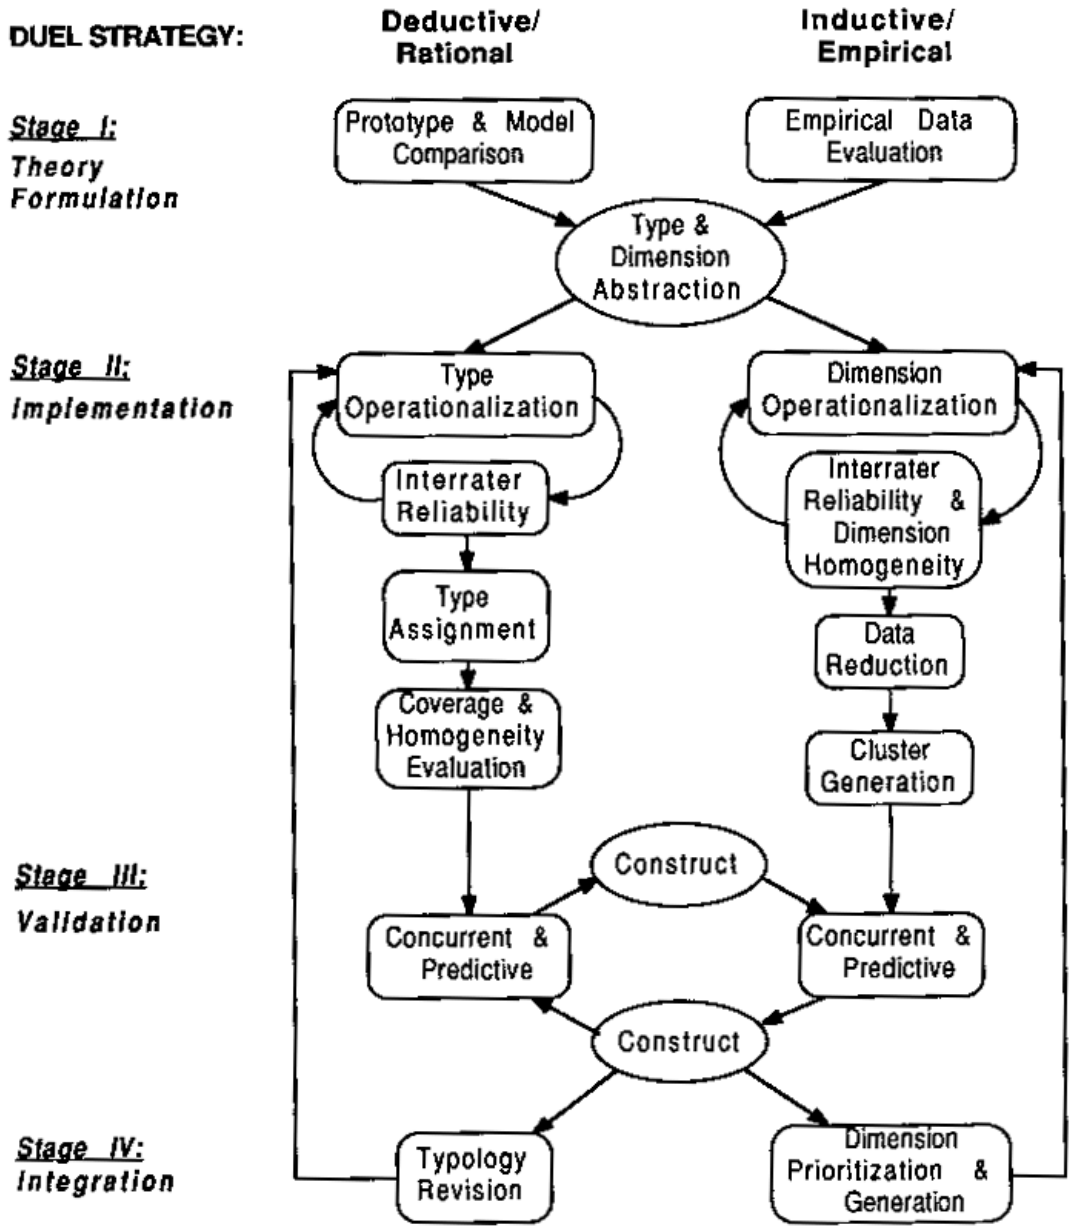 DUEL STRATEGY:
Deductive/
Rational
Inductive/
Empirical
Stage I:
Theory
Formulation
Prototype & Model
Comparison
Empirical Data
Evaluation
Type &
Dimension
Abstraction
Stage II:
Implementation
Type
Operationalization
Dimension
Operationalization
Interrater
Reliability
Interrater
Reliability &
Dimension
Homogeneity
Type
Assignment
Data
Reduction
Coverage &
Homogeneity
Evaluation
Cluster
Generation
Stage III:
Validation
Construct
Concurrent &
Predictive
Concurrent &
Predictive
Construct
Stage IV:
Integration
Typology
Revision
Dimension
Prioritization &
Generation